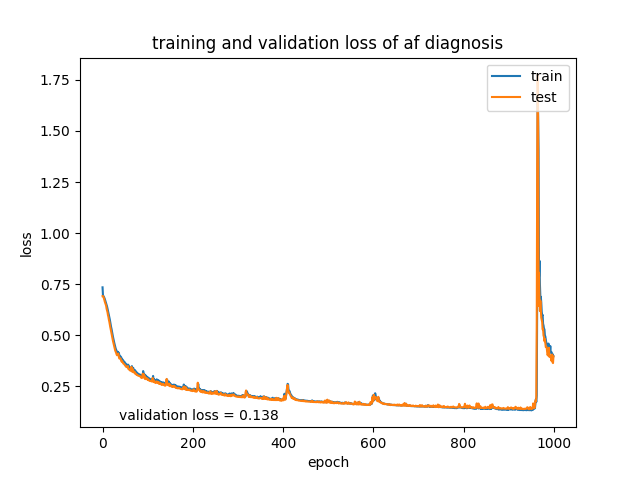 training and validation loss of af diagnosis
train
test
1.75
1.50
1.25
1.00
0.75
0.50
0.25
loss
validation loss = 0.138
0 200 400 600 800 1000
epoch